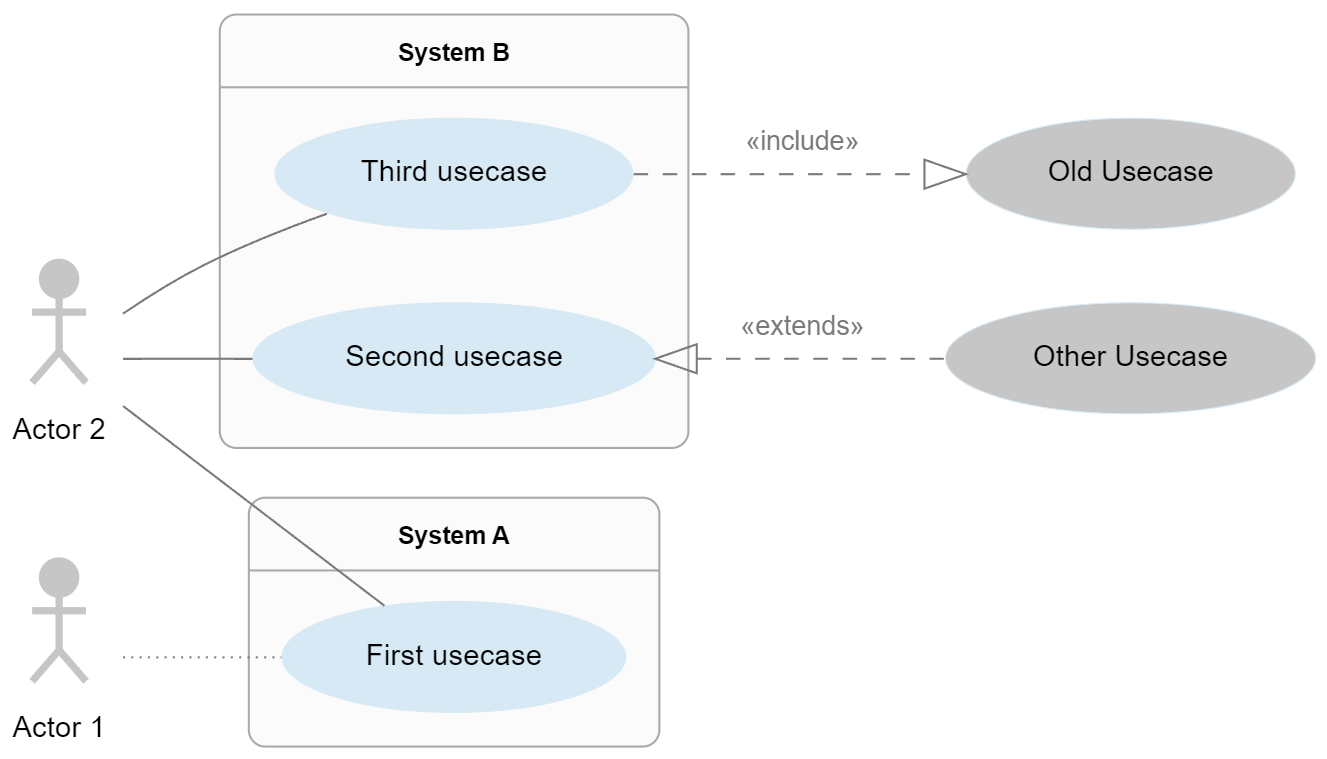 System B
«include»
Third usecase
Old Usecase
«extends»
Second usecase
Other Usecase
Actor 2
System A
First usecase
Actor 1